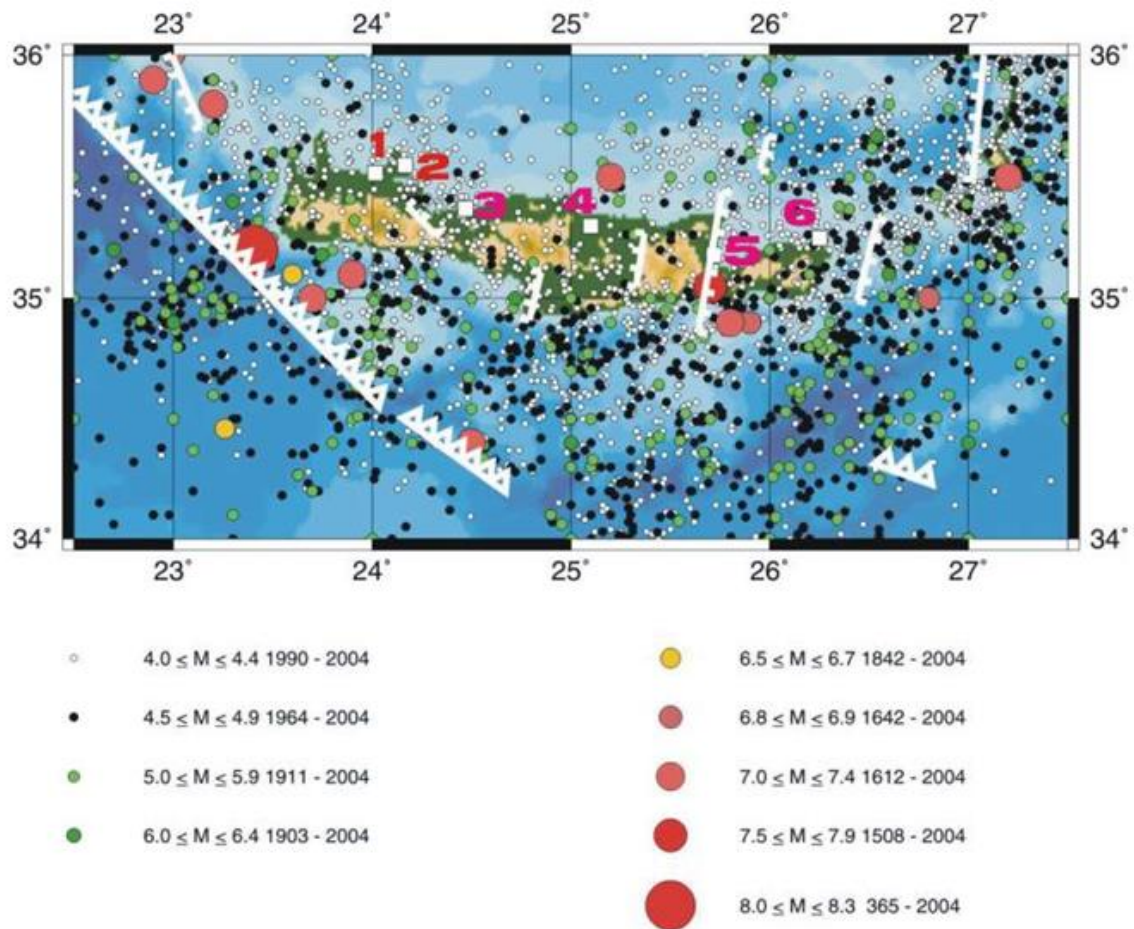 23° 24° 25° 26° 27°
36° 36°
1
2
3
4
6
5
35° 35°
34° 34°
23° 24° 25° 26° 27°
4.0 ≤ M ≤ 4.4 1990 - 2004
4.5 ≤ M ≤ 4.9 1964 - 2004
5.0 ≤ M ≤ 5.9 1911 - 2004
6.0 ≤ M ≤ 6.4 1903 - 2004
6.5 ≤ M ≤ 6.7 1842 - 2004
6.8 ≤ M ≤ 6.9 1642 - 2004
7.0 ≤ M ≤ 7.4 1612 - 2004
7.5 ≤ M ≤ 7.9 1508 - 2004
8.0 ≤ M ≤ 8.3 365 - 2004